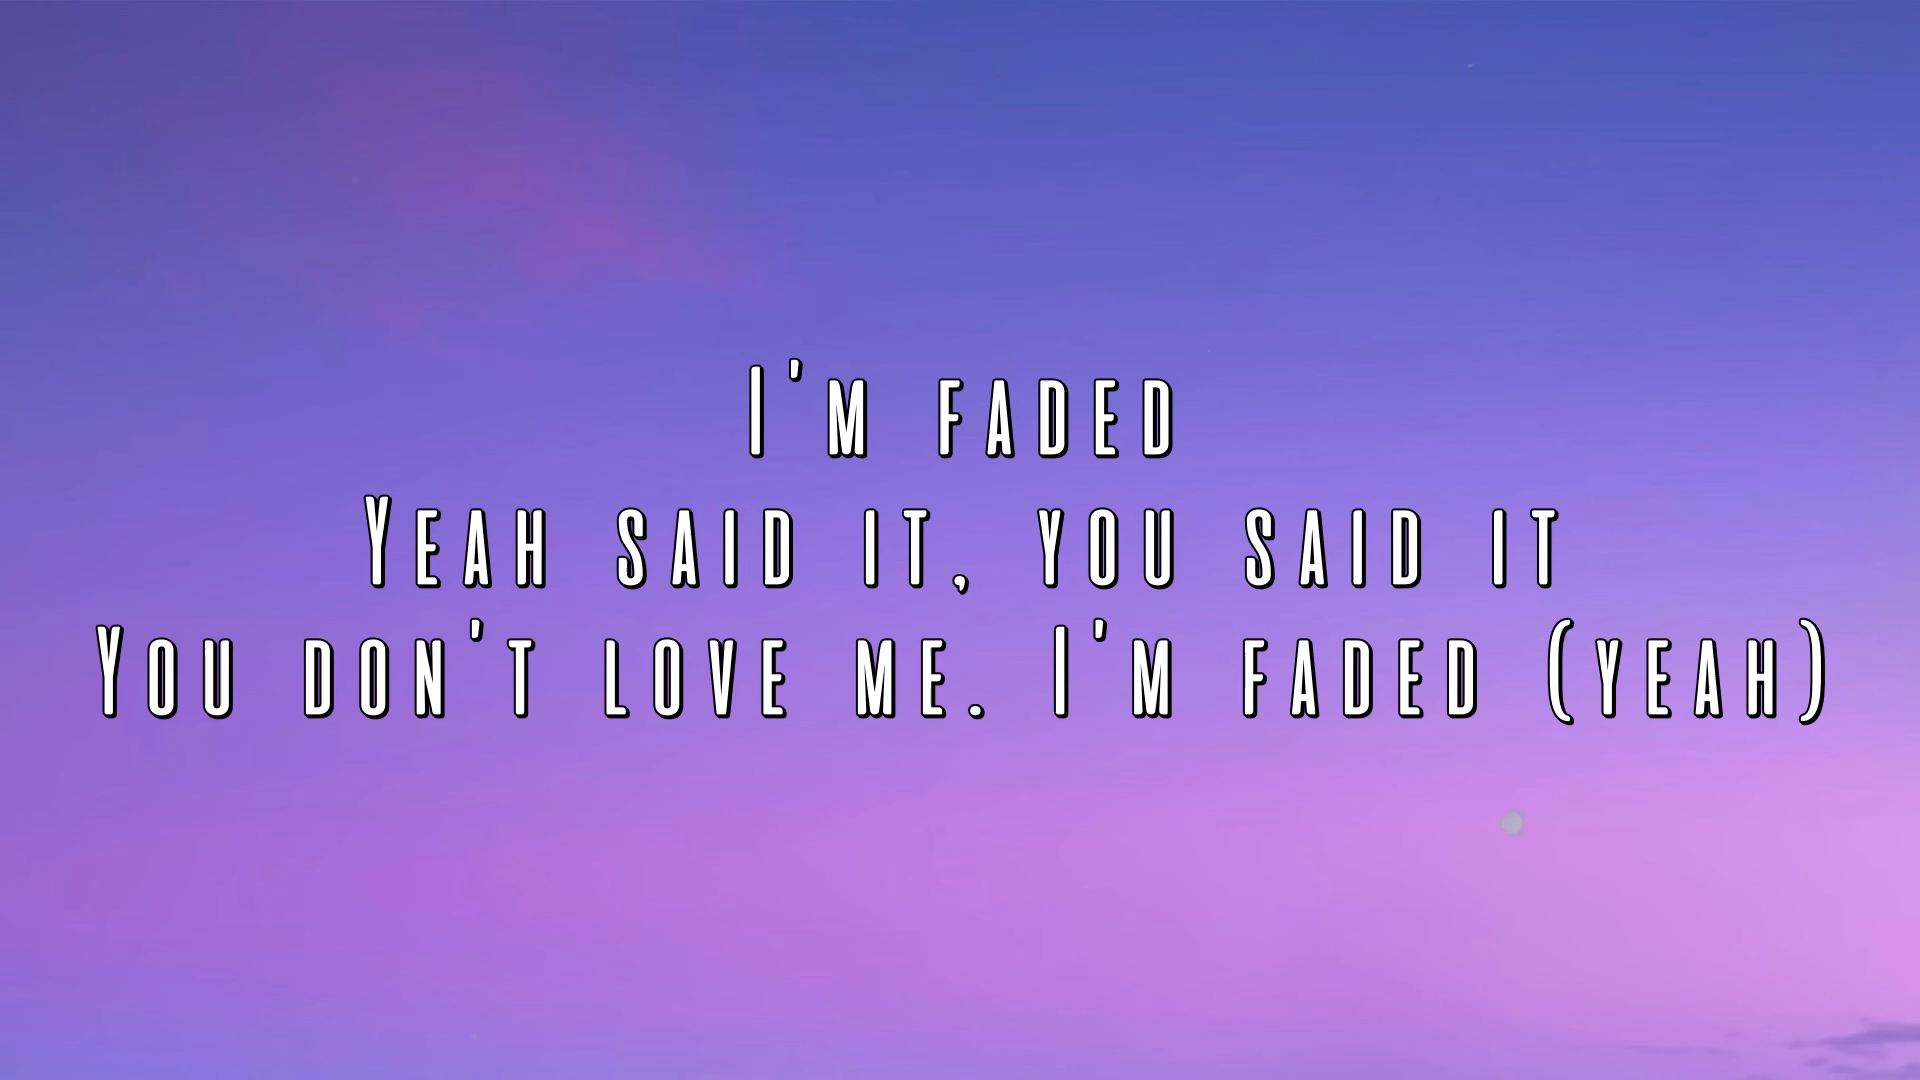 I'm faded
Yeah said it, you said it
You don't love me. I'm faded (yeah)